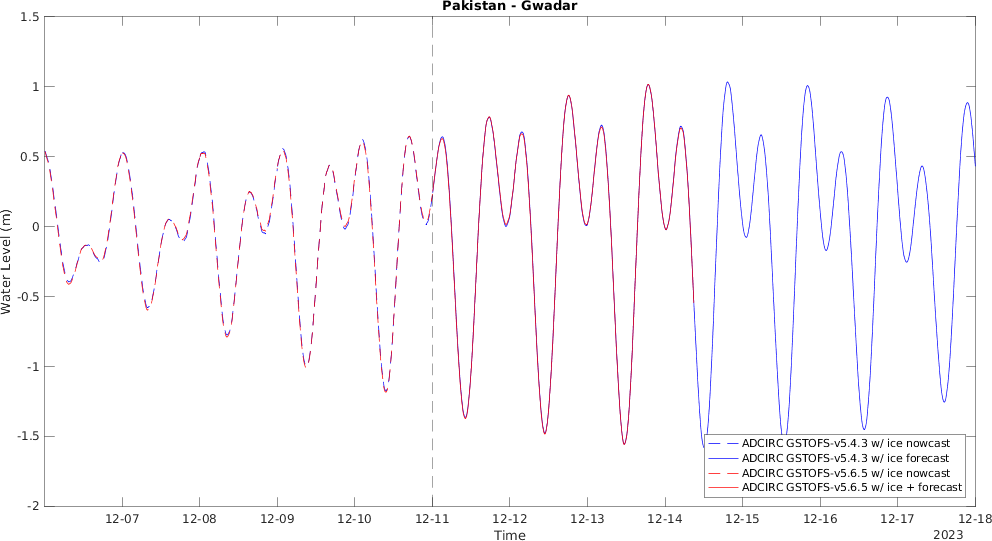 Pakistan - Gwadar
1.5
1
0.5
0
-0.5
-1
-1.5
-2
Water Level (m)
ADCIRC GSTOFS-v5.4.3 w/ ice nowcast
ADCIRC GSTOFS-v5.4.3 w/ ice forecast
ADCIRC GSTOFS-v5.6.5 w/ ice nowcast
ADCIRC GSTOFS-v5.6.5 w/ ice + forecast
12-07 12-08 12-09 12-10 12-11 12-12 12-13 12-14 12-15 12-16 12-17 12-18
Time
2023